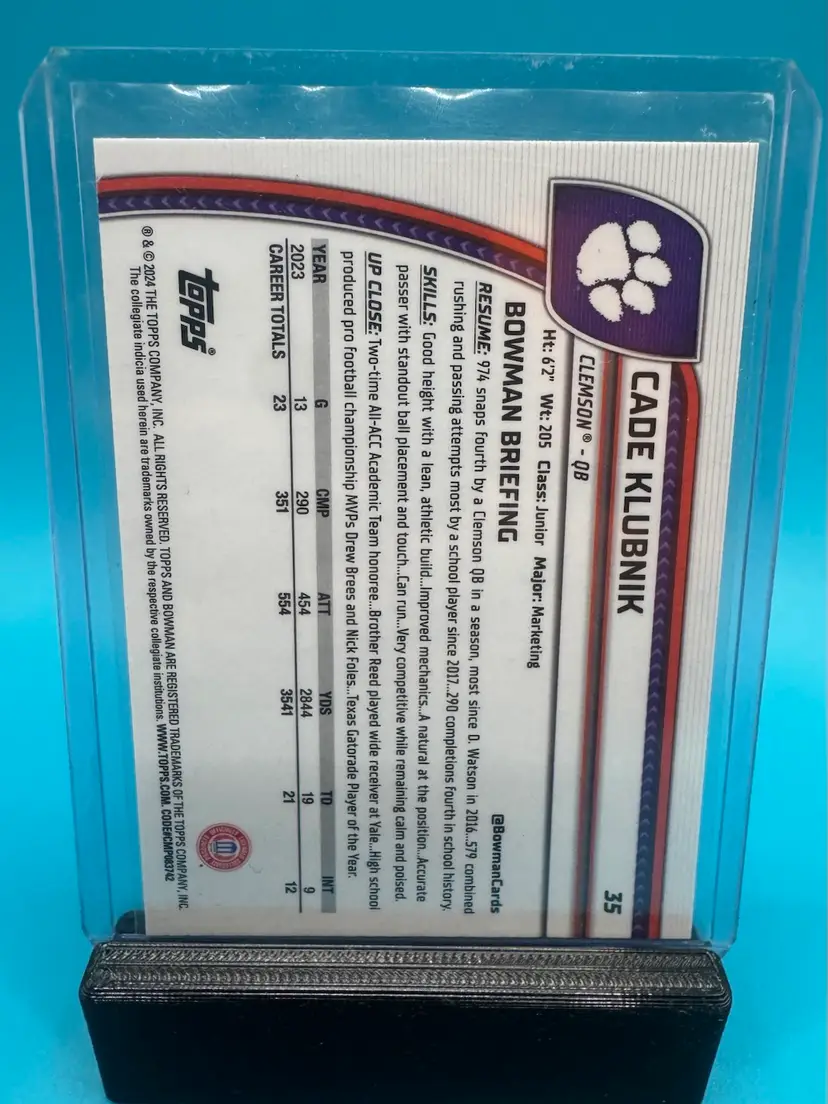 CADE KLUBNIK
35
CLEMSON® - QB
Ht: 6'2" Wt: 205 Class: Junior Major: Marketing
BOWMAN BRIEFING
@BowmanCards
RESUME: 974 snaps fourth by a Clemson QB in a season, most since D. Watson in 2016...579 combined
rushing and passing attempts most by a school player since 2017...290 completions fourth in school history.
SKILLS: Good height with a lean, athletic build...Improved mechanics...A natural at the position...Accurate
passer with standout ball placement and touch...Can run...Very competitive while remaining calm and poised.
UP CLOSE: Two-time All-ACC Academic Team honoree...Brother Reed played wide receiver at Yale...High school
produced pro football championship MVPs Drew Brees and Nick Foles...Texas Gatorade Player of the Year.
YEAR G CMP ATT YDS TD INT
2023 13 290 454 2844 19 9
CAREER TOTALS 23 351 554 3541 21 12
topps®
® & © 2024 THE TOPPS COMPANY, INC. ALL RIGHTS RESERVED. TOPPS AND BOWMAN ARE REGISTERED TRADEMARKS OF THE TOPPS COMPANY, INC.
The collegiate indicia used herein are trademarks owned by the respective collegiate institutions. WWW.TOPPS.COM. CODE#CMP083742